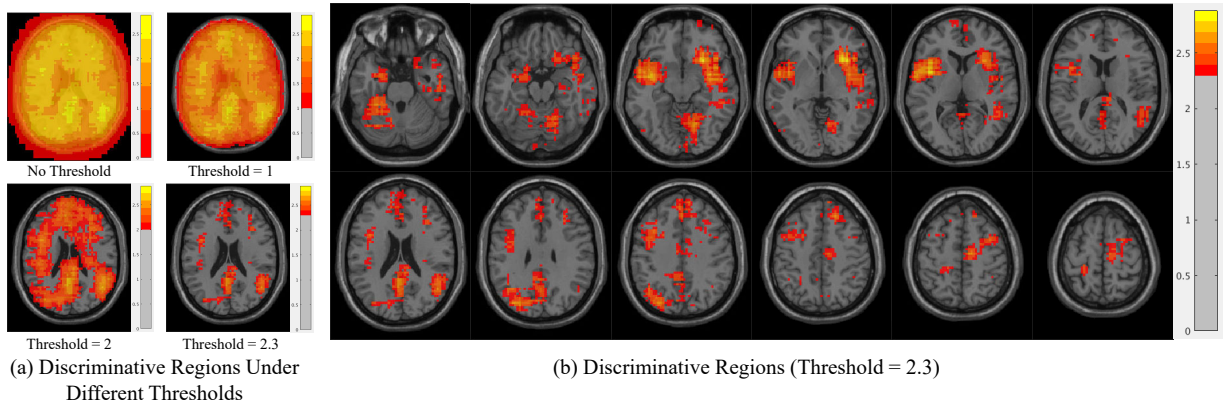 No Threshold
Threshold = 1
Threshold = 2
Threshold = 2.3
(a) Discriminative Regions Under
Different Thresholds
2.5
2
1.5
1
0.5
0
(b) Discriminative Regions (Threshold = 2.3)